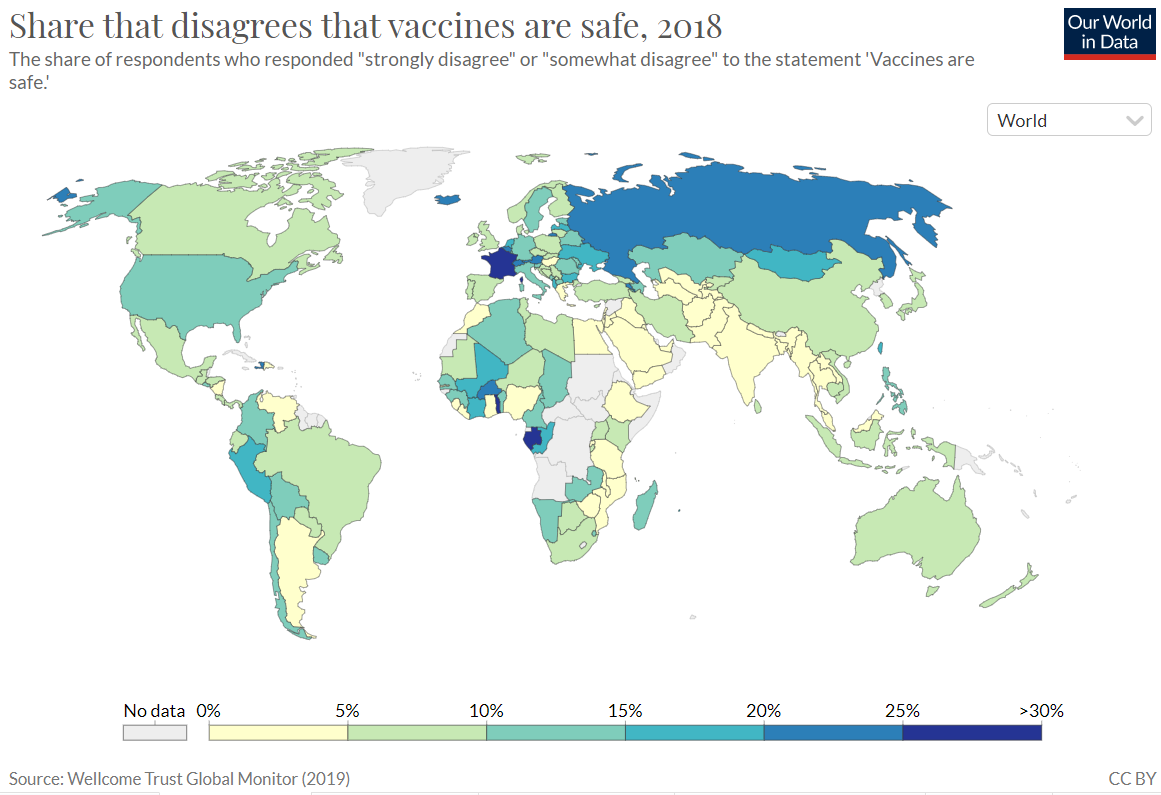 Share that disagrees that vaccines are safe, 2018
Our World
in Data
The share of respondents who responded "strongly disagree" or "somewhat disagree" to the statement 'Vaccines are
safe.'
World
No data 0% 5% 10% 15% 20% 25% >30%
Source: Wellcome Trust Global Monitor (2019)
CC BY